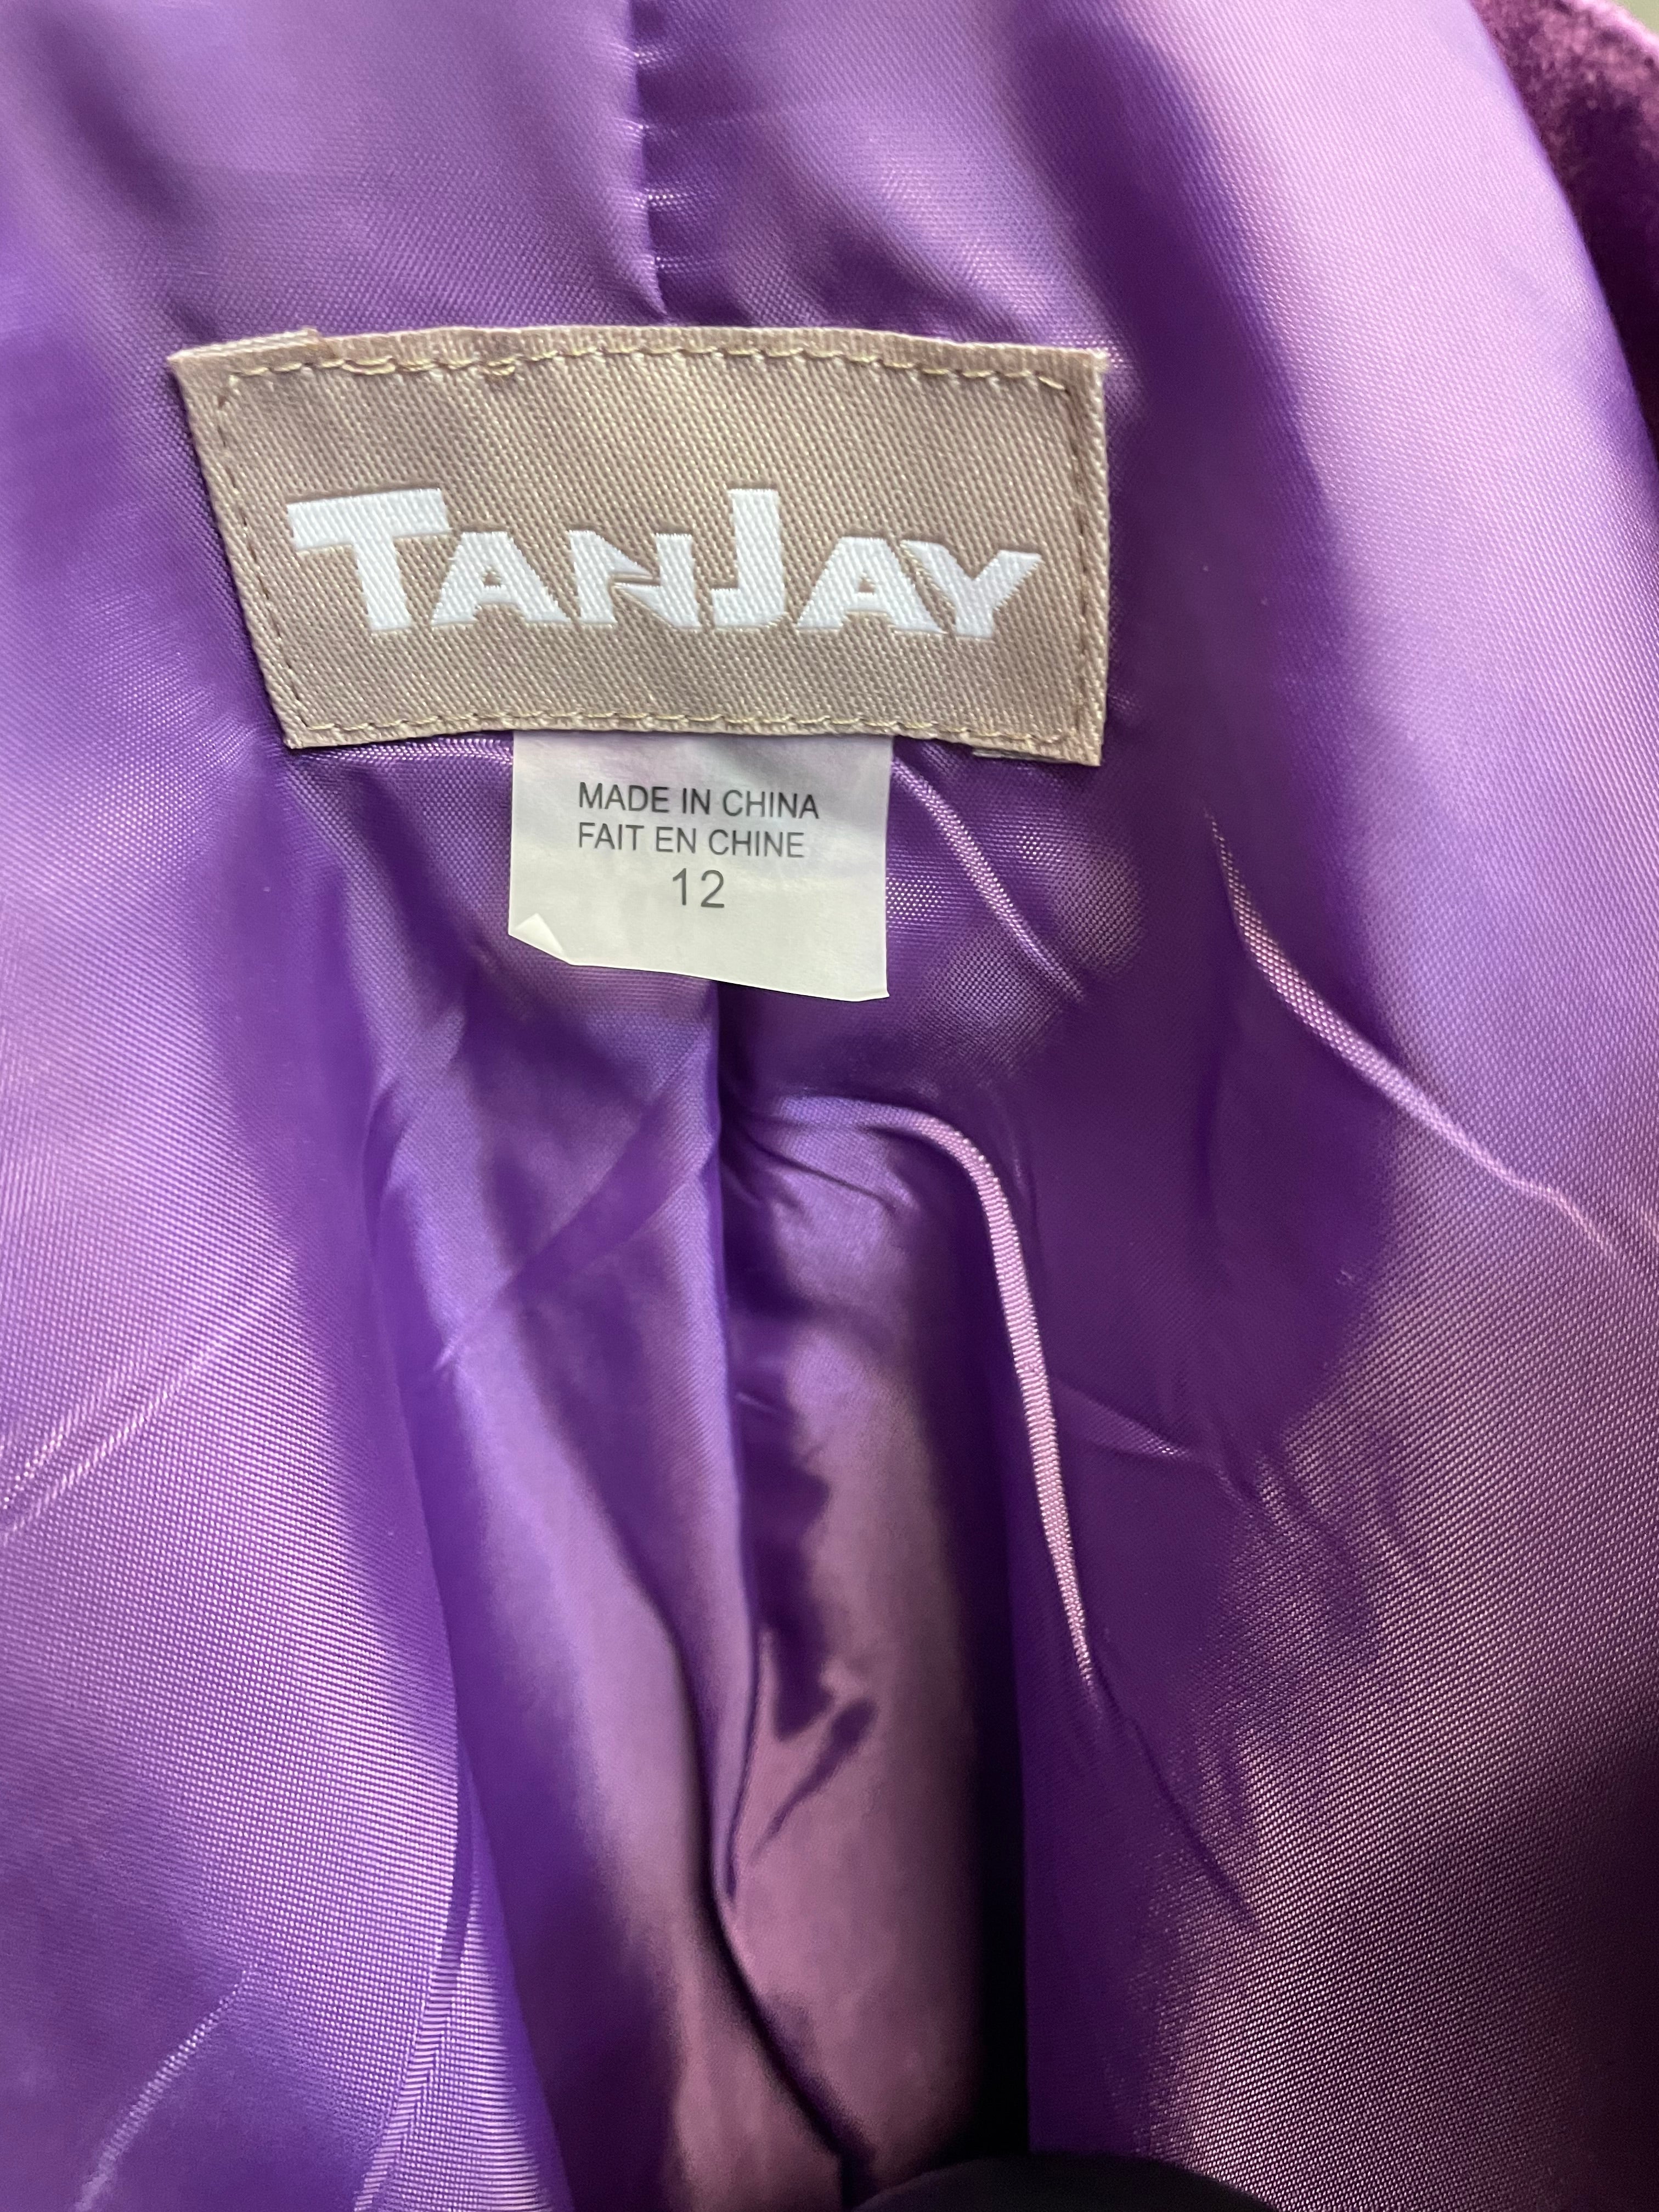 TANJAY
MADE IN CHINA
FAIT EN CHINE
12